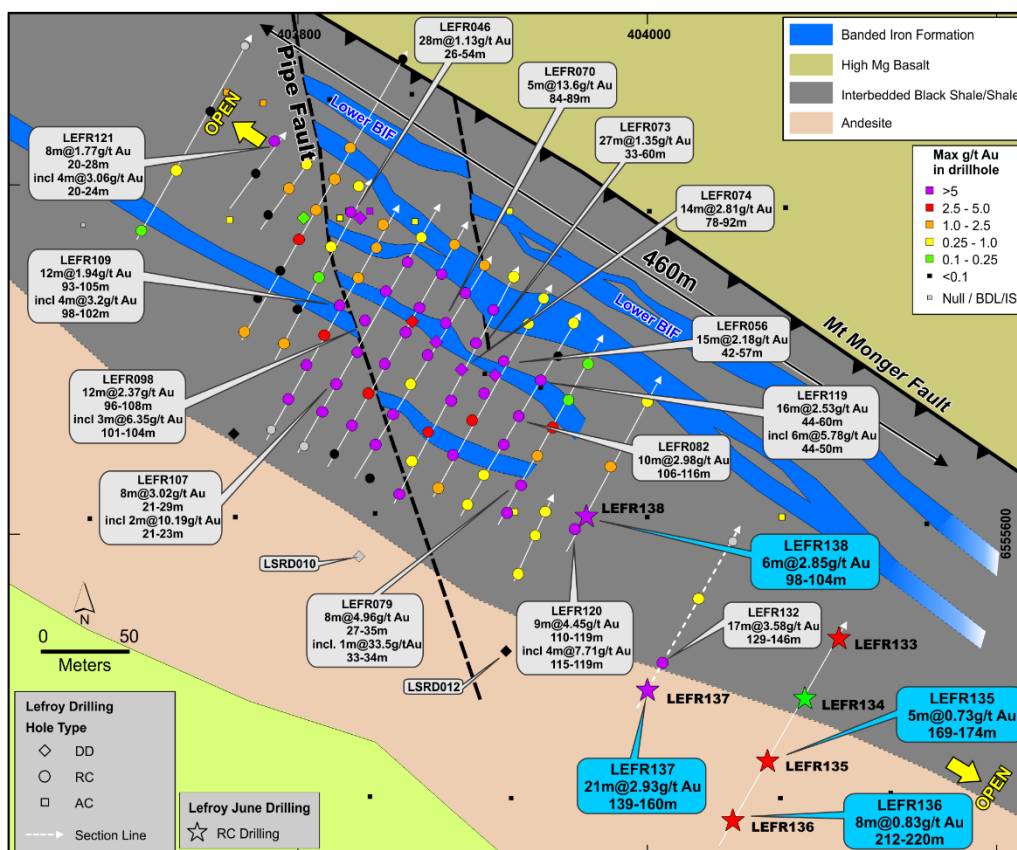 402800
404000
LEFR046
28m@1.13g/t Au
26-54m
Banded Iron Formation
High Mg Basalt
Interbedded Black Shale/Shale
Andesite
Pipe Fault
LEFR070
5m@13.6g/t Au
84-89m
OPEN
Lower BIF
LEFR073
27m@1.35g/t Au
33-60m
LEFR121
8m@1.77g/t Au
20-28m
incl 4m@3.06g/t Au
20-24m
Max g/t Au
in drillhole
>5
2.5 - 5.0
1.0 - 2.5
0.25 - 1.0
0.1 - 0.25
<0.1
Null / BDL/IS
LEFR074
14m@2.81g/t Au
78-92m
460m
LEFR109
12m@1.94g/t Au
93-105m
incl 4m@3.2g/t Au
98-102m
Lower BIF
Mt Monger Fault
LEFR056
15m@2.18g/t Au
42-57m
LEFR098
12m@2.37g/t Au
96-108m
incl 3m@6.35g/t Au
101-104m
LEFR119
16m@2.53g/t Au
44-60m
incl 6m@5.78g/t Au
44-50m
LEFR082
10m@2.98g/t Au
106-116m
LEFR107
8m@3.02g/t Au
21-29m
incl 2m@10.19g/t Au
21-23m
6555600
LEFR138
LEFR138
6m@2.85g/t Au
98-104m
LSRD010
LEFR079
8m@4.96g/t Au
27-35m
incl. 1m@33.5g/tAu
33-34m
LEFR120
9m@4.45g/t Au
110-119m
incl 4m@7.71g/t Au
115-119m
LEFR132
17m@3.58g/t Au
129-146m
N
0 50
Meters
LSRD012
LEFR133
LEFR137
LEFR134
LEFR135
5m@0.73g/t Au
169-174m
Lefroy Drilling
Hole Type
DD
RC
AC
Section Line
Lefroy June Drilling
RC Drilling
LEFR137
21m@2.93g/t Au
139-160m
LEFR135
OPEN
LEFR136
LEFR136
8m@0.83g/t Au
212-220m